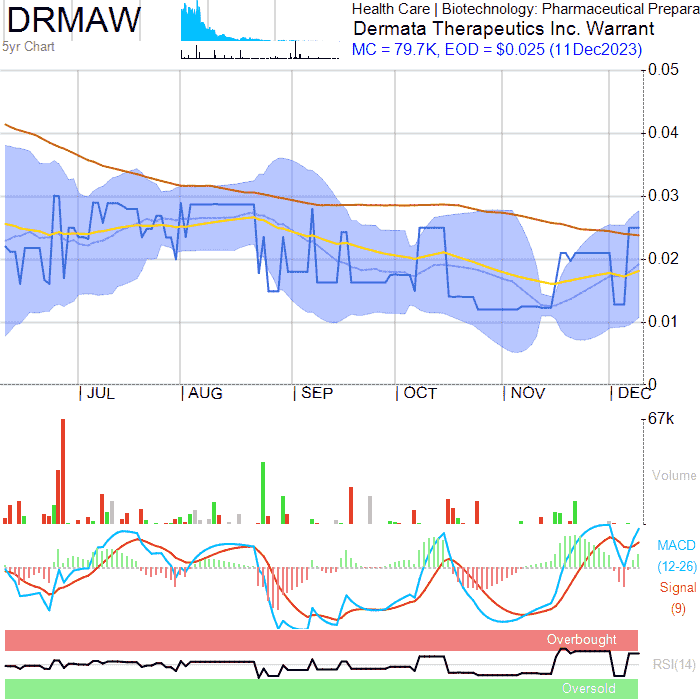 DRMAW
5yr Chart
Health Care | Biotechnology: Pharmaceutical Prepara
Dermata Therapeutics Inc. Warrant
MC = 79.7K, EOD = $0.025 (11Dec2023)
0.05
0.04
0.03
0.02
0.01
0
| JUL | AUG | SEP | OCT | NOV | DEC
67k
Volume
MACD
(12-26)
Signal
(9)
Overbought
RSI(14)
Oversold